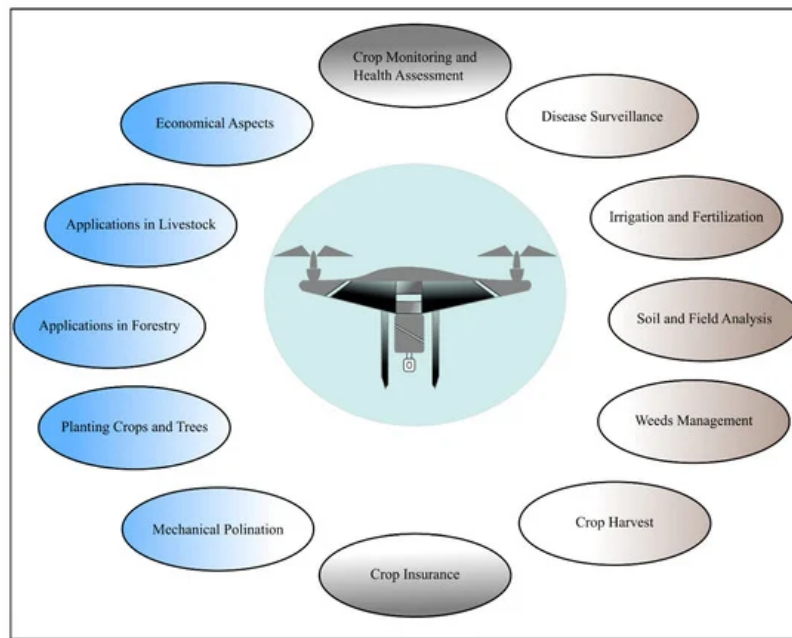 Crop Monitoring and
Health Assessment
Disease Surveillance
Irrigation and Fertilization
Soil and Field Analysis
Weeds Management
Crop Harvest
Crop Insurance
Mechanical Polination
Planting Crops and Trees
Applications in Forestry
Applications in Livestock
Economical Aspects